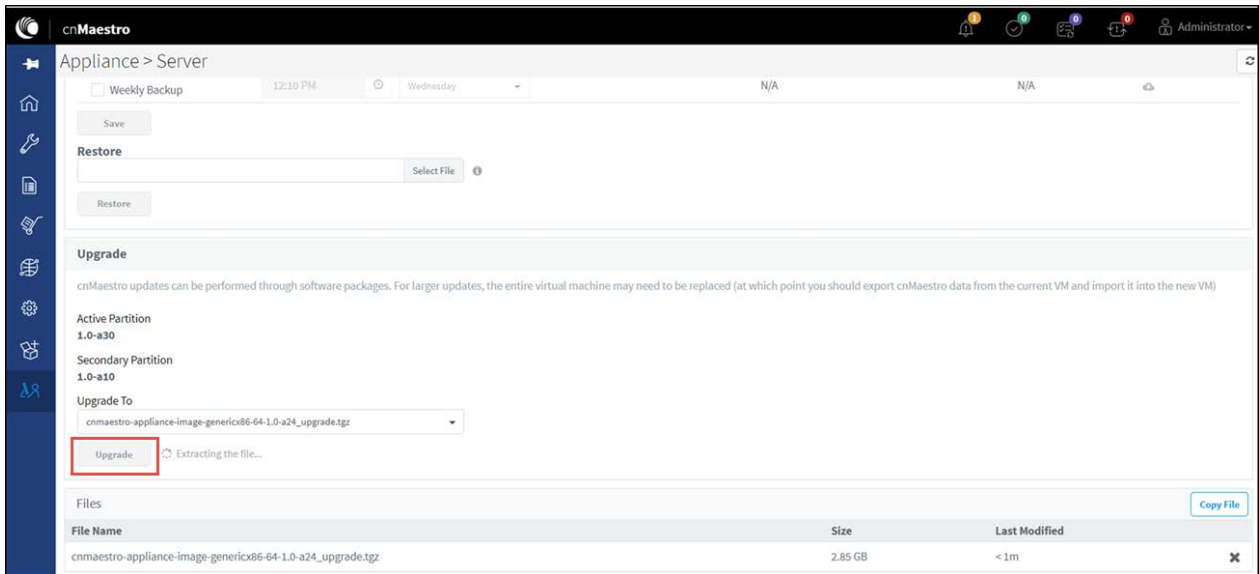 cnMaestro
1
0
0
0
Administrator
Appliance > Server
Weekly Backup 12:10 PM Wednesday N/A N/A
Save
Restore
Select File
Restore
Upgrade
cnMaestro updates can be performed through software packages. For larger updates, the entire virtual machine may need to be replaced (at which point you should export cnMaestro data from the current VM and import it into the new VM)
Active Partition
1.0-a30
Secondary Partition
1.0-a10
Upgrade To
cnmaestro-appliance-image-genericx86-64-1.0-a24_upgrade.tgz
Upgrade Extracting the file...
Files Copy File
File Name Size Last Modified
cnmaestro-appliance-image-genericx86-64-1.0-a24_upgrade.tgz 2.85 GB <1m